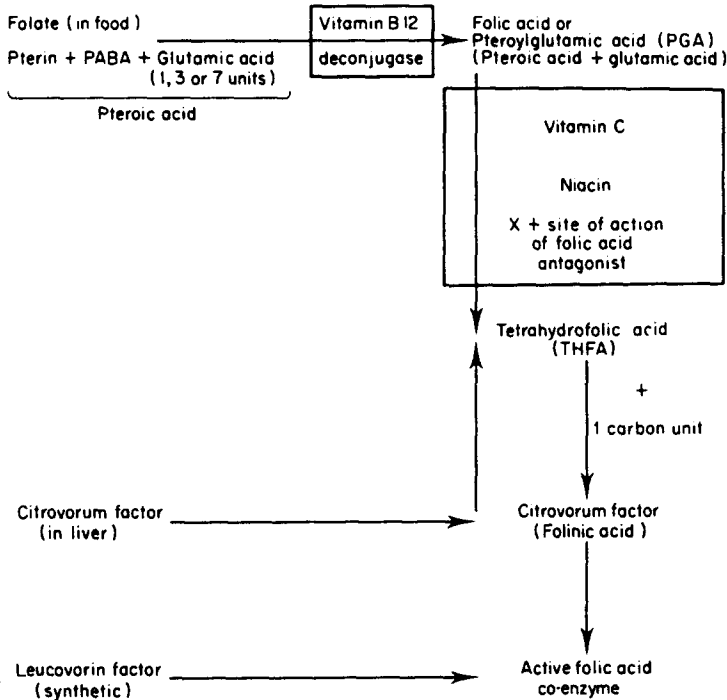 Folate (in food)
Pterin + PABA + Glutamic acid
(1, 3 or 7 units)
Pteroic acid
Vitamin B 12
deconjugase
Folic acid or
Pteroylglutamic acid (PGA)
(Pteroic acid + glutamic acid)
Vitamin C
Niacin
X + site of action
of folic acid
antagonist
Tetrahydrofolic acid
(THFA)
+
1 carbon unit
Citrovorum factor
(in liver)
Citrovorum factor
(Folinic acid)
Leucovorin factor
(synthetic)
Active folic acid
co-enzyme